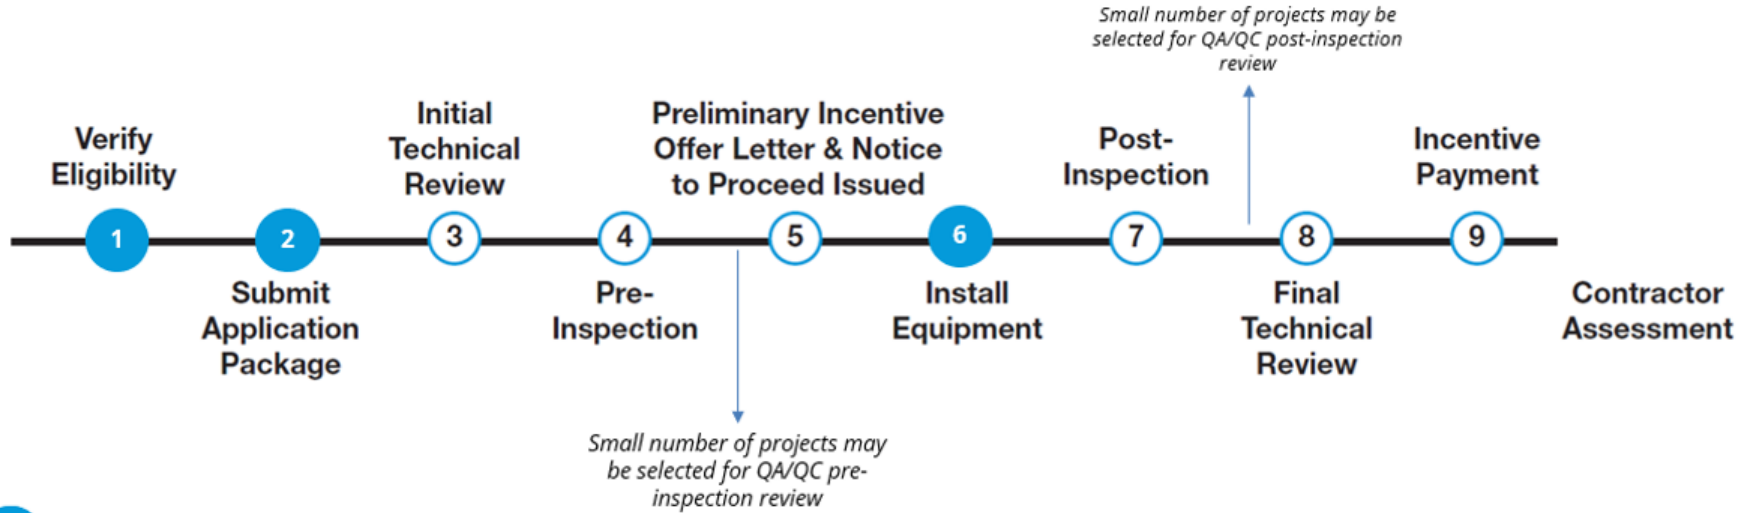 Small number of projects may be
selected for QA/QC post-inspection
review
Verify
Eligibility
Initial
Technical
Review
Preliminary Incentive
Offer Letter & Notice
to Proceed Issued
Post-
Inspection
Incentive
Payment
1
2
3
4
5
6
7
8
9
Submit
Application
Package
Pre-
Inspection
Install
Equipment
Final
Technical
Review
Contractor
Assessment
Small number of projects may
be selected for QA/QC pre-
inspection review